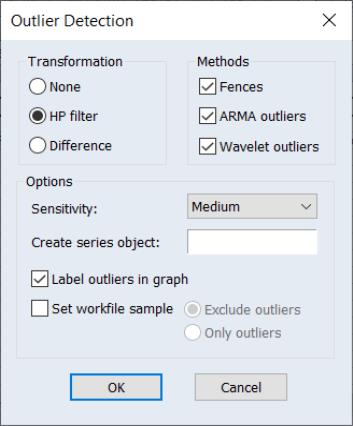 Outlier Detection
Transformation
None
HP filter
Difference
Methods
Fences
ARMA outliers
Wavelet outliers
Options
Sensitivity: Medium
Create series object:
Label outliers in graph
Set workfile sample
Exclude outliers
Only outliers
OK
Cancel